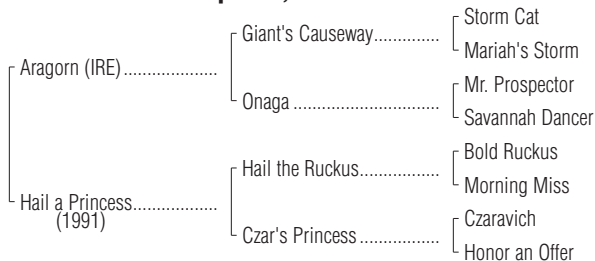 Storm Cat
Giant's Causeway..............
Mariah's Storm
Aragorn (IRE)....................
Mr. Prospector
Onaga ...............................
Savannah Dancer
Bold Ruckus
Hail the Ruckus.................
Morning Miss
Hail a Princess..................
(1991)
Czaravich
Czar's Princess .................
Honor an Offer